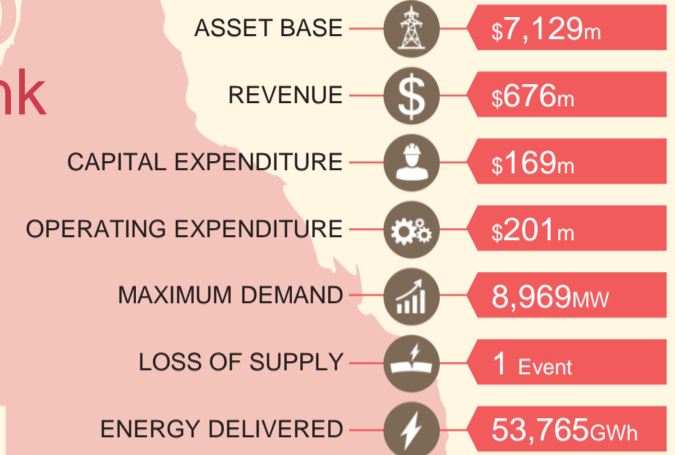 nk
ASSET BASE $7,129m
REVENUE $676m
CAPITAL EXPENDITURE $169m
OPERATING EXPENDITURE $201m
MAXIMUM DEMAND 8,969MW
LOSS OF SUPPLY 1 Event
ENERGY DELIVERED 53,765GWh